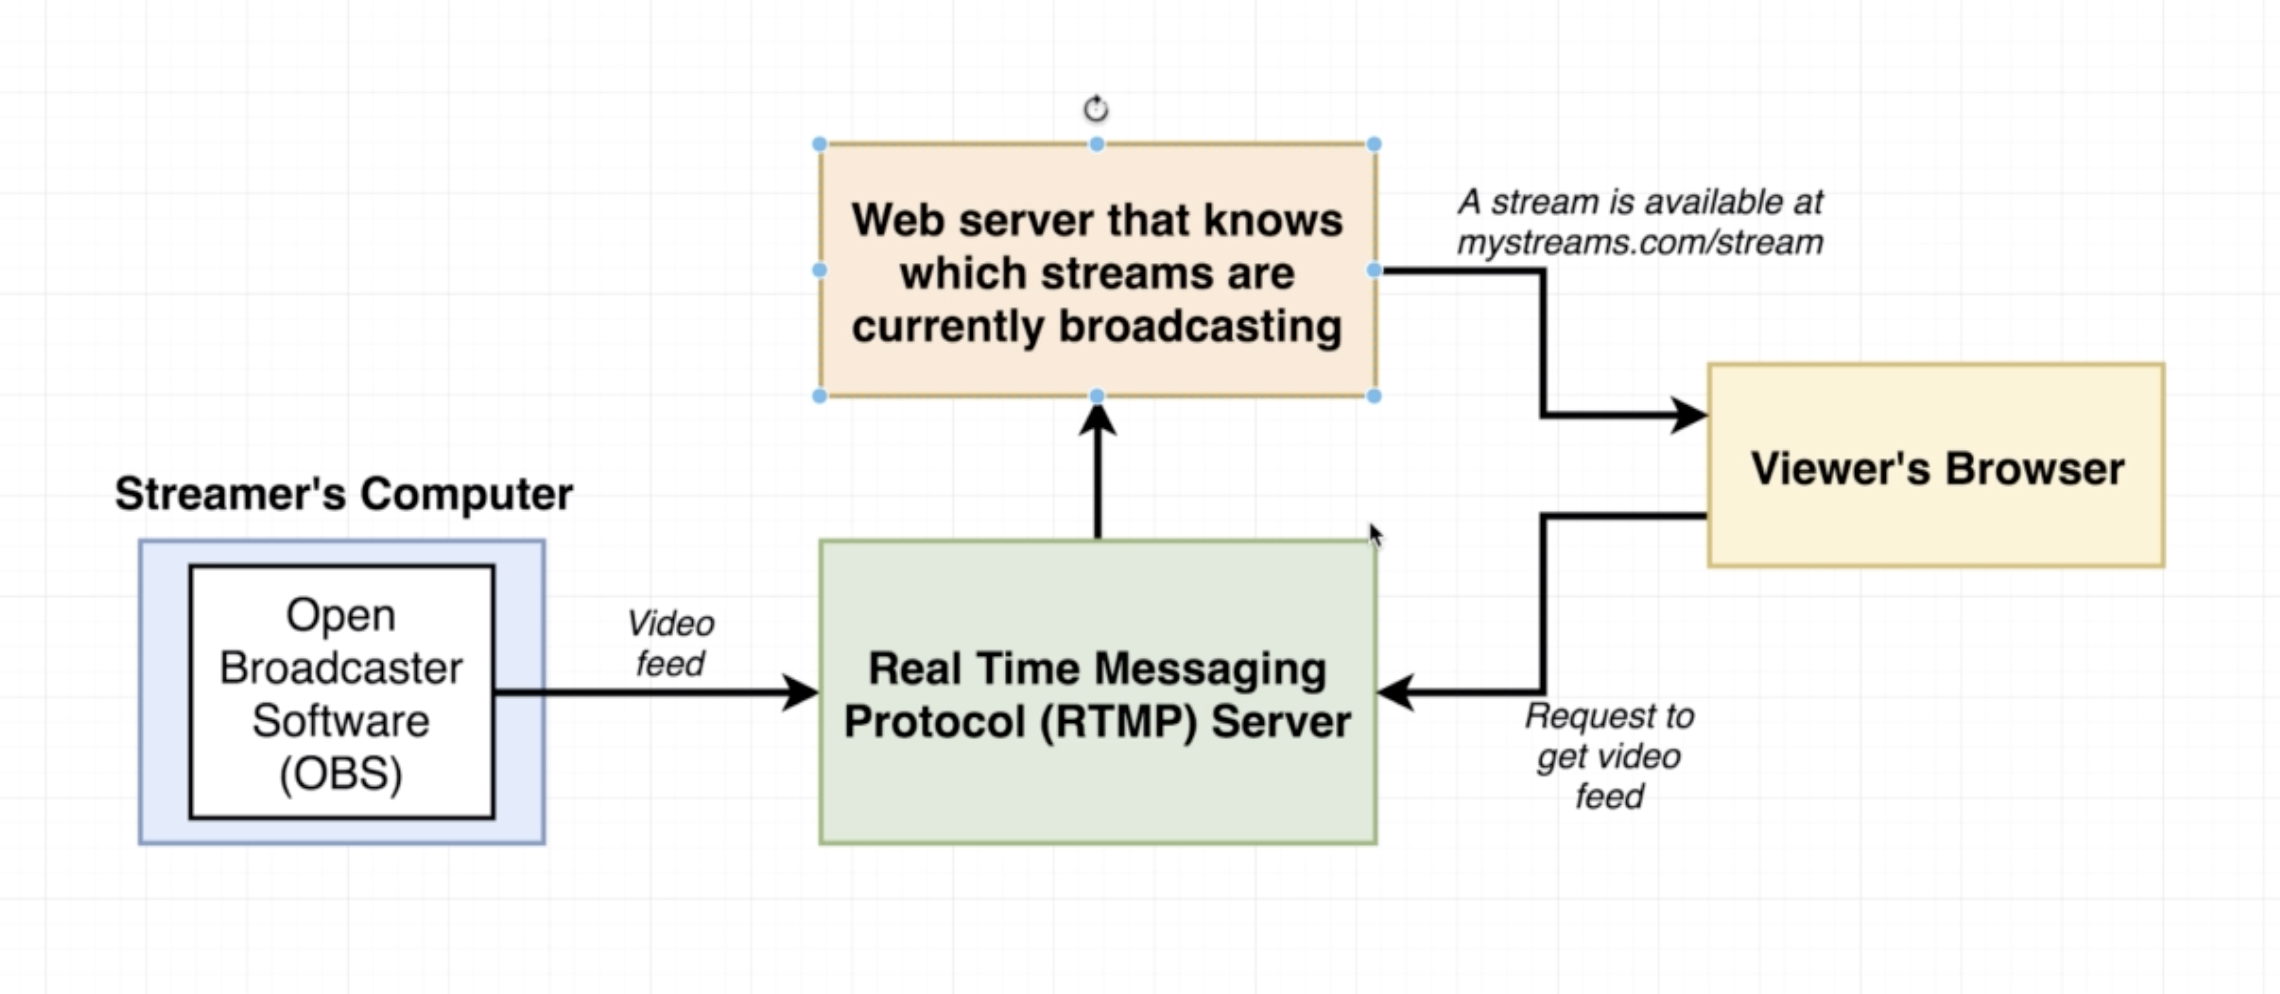 Web server that knows
which streams are
currently broadcasting
A stream is available at
mystreams.com/stream
Viewer's Browser
Streamer's Computer
Open
Broadcaster
Software
(OBS)
Video
feed
Real Time Messaging
Protocol (RTMP) Server
Request to
get video
feed